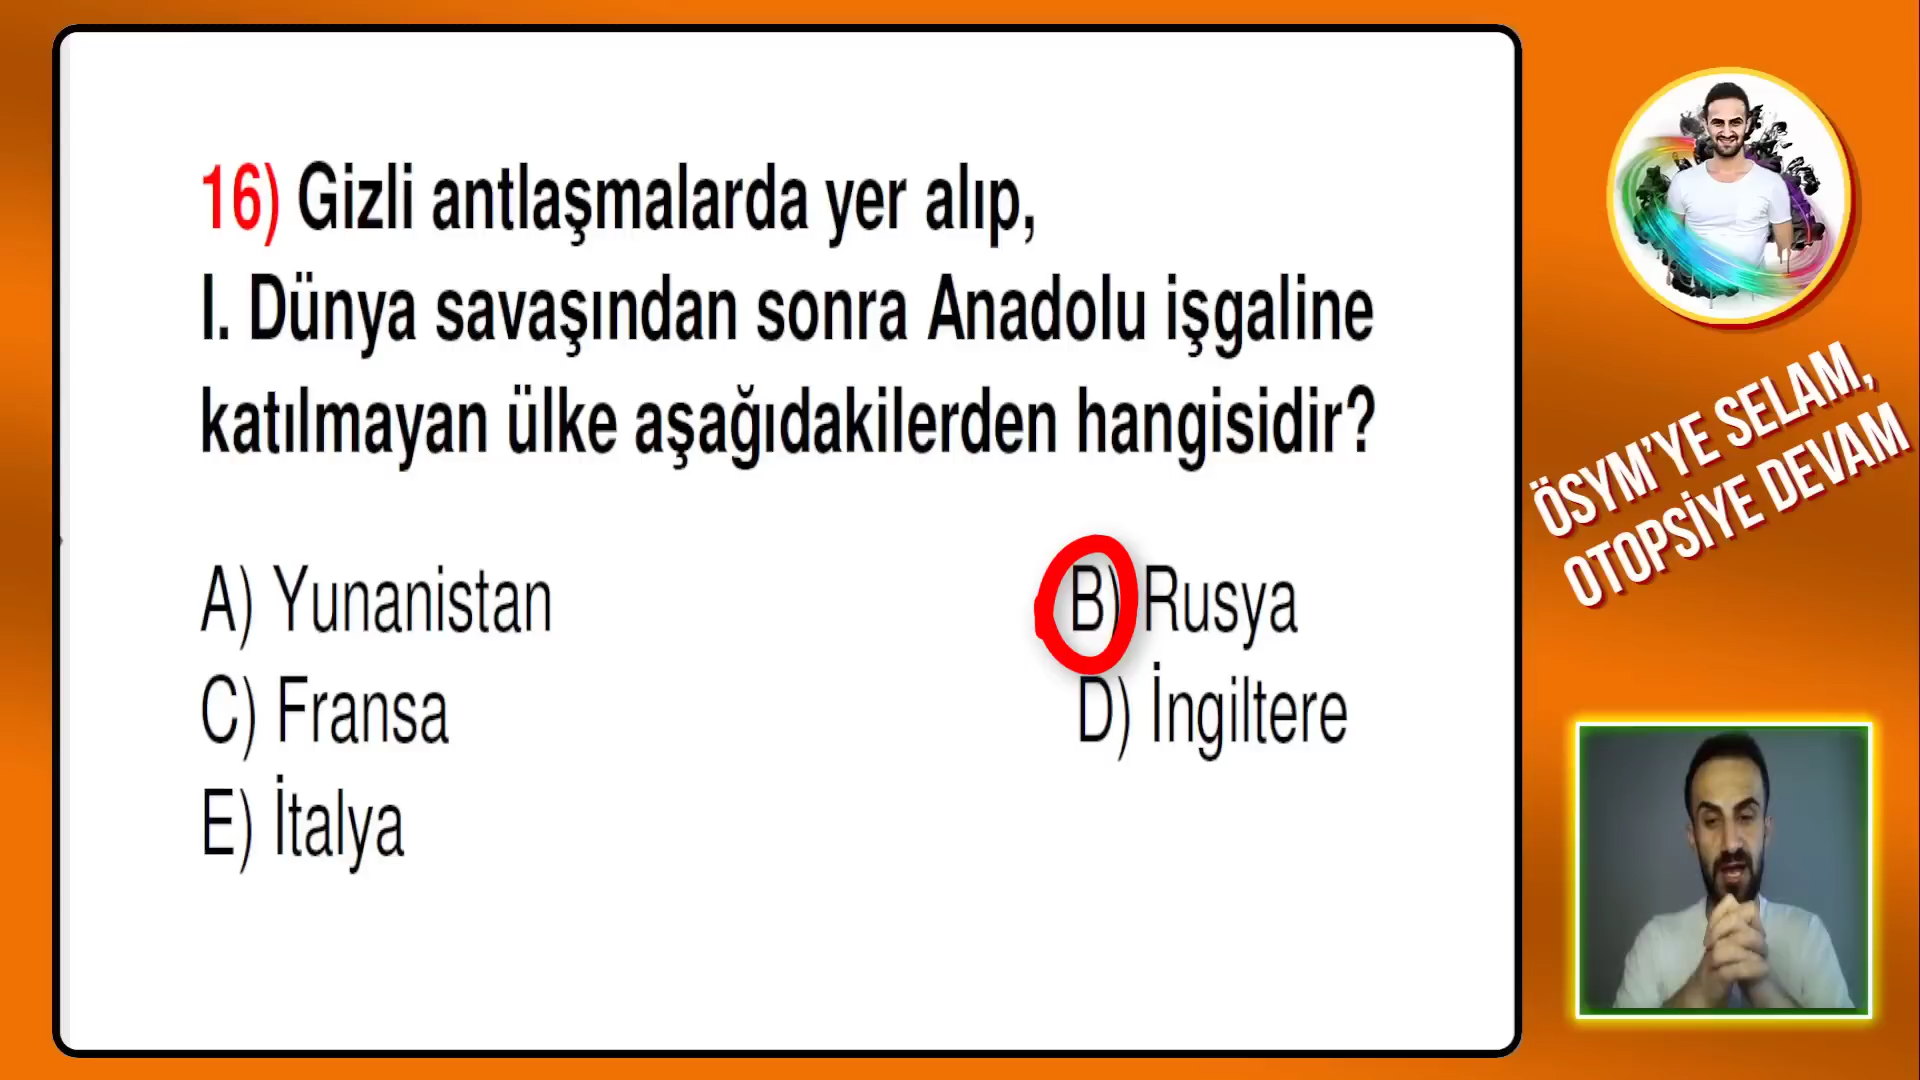 16) Gizli antlaşmalarda yer alıp,
I. Dünya savaşından sonra Anadolu işgaline
katılmayan ülke aşağıdakilerden hangisidir?
A) Yunanistan
B) Rusya
C) Fransa
D) İngiltere
E) İtalya
ÖSYM'YE SELAM,
OTOPSİYE DEVAM